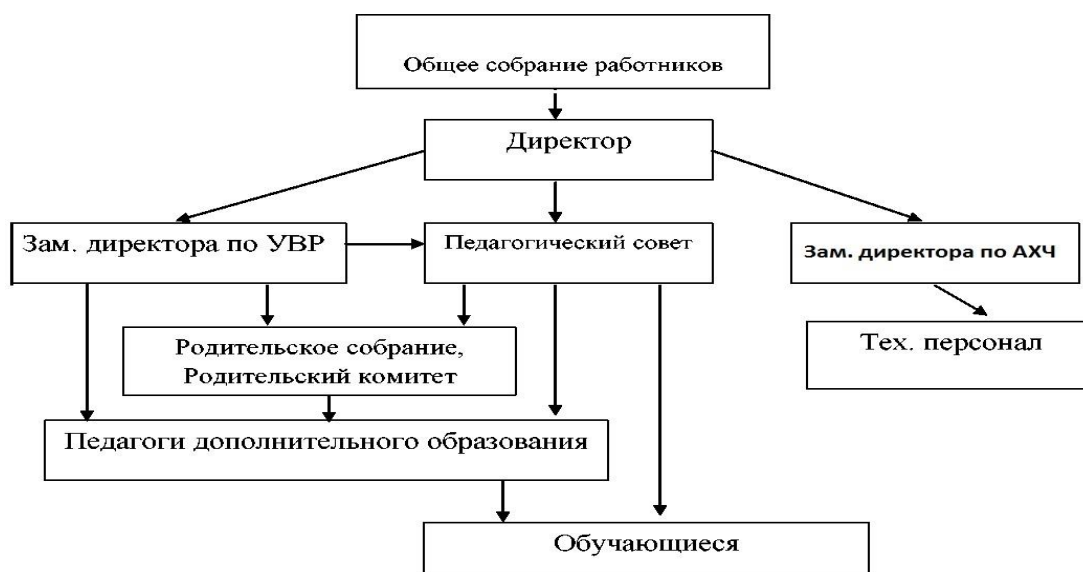 Общее собрание работников
Директор
Зам. директора по УВР
Педагогический совет
Зам. директора по АХЧ
Тех. персонал
Родительское собрание,
Родительский комитет
Педагоги дополнительного образования
Обучающиеся